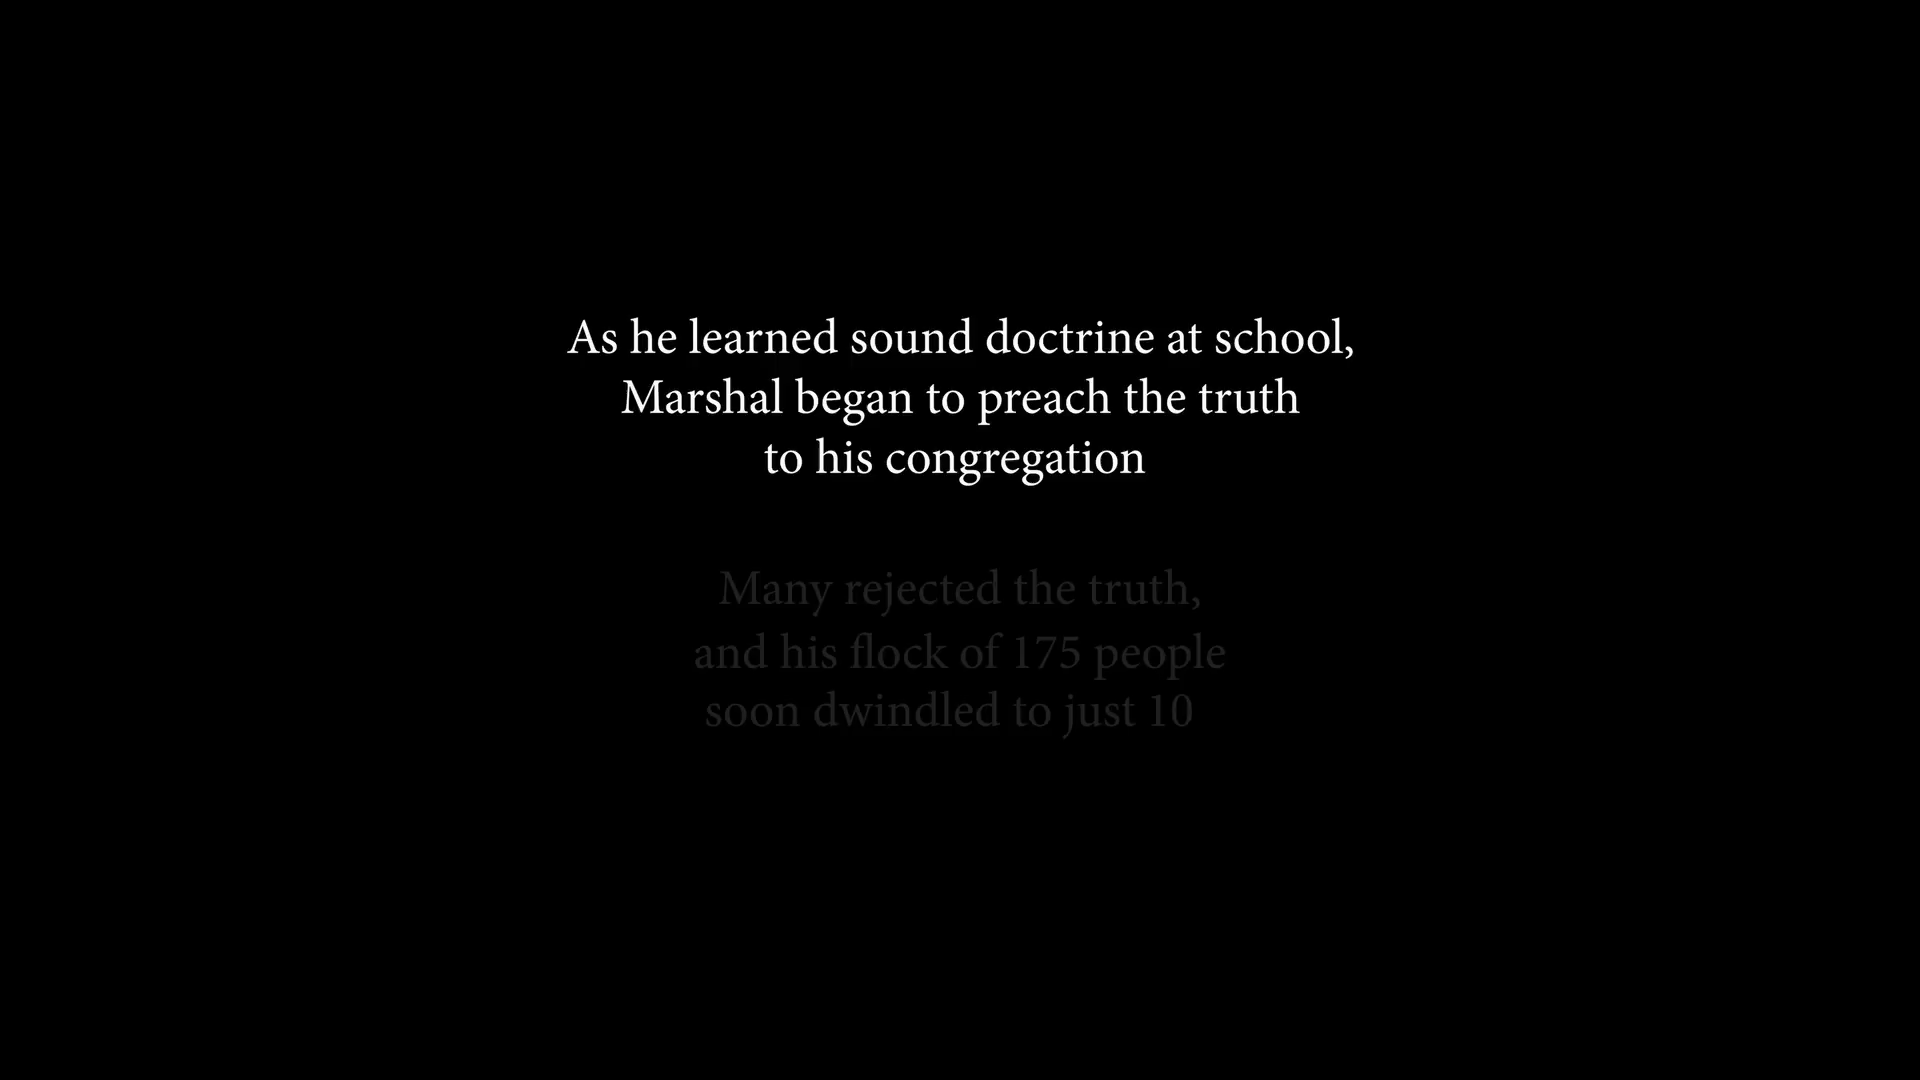 As he learned sound doctrine at school,
Marshal began to preach the truth
to his congregation
Many rejected the truth,
and his flock of 175 people
soon dwindled to just 10